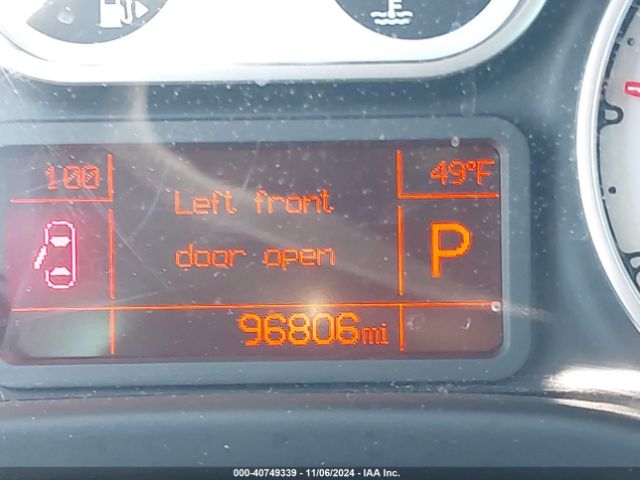 100
49°F
Left front
door open
P
96806mi
000-40749339 - 11/06/2024 - IAA Inc.